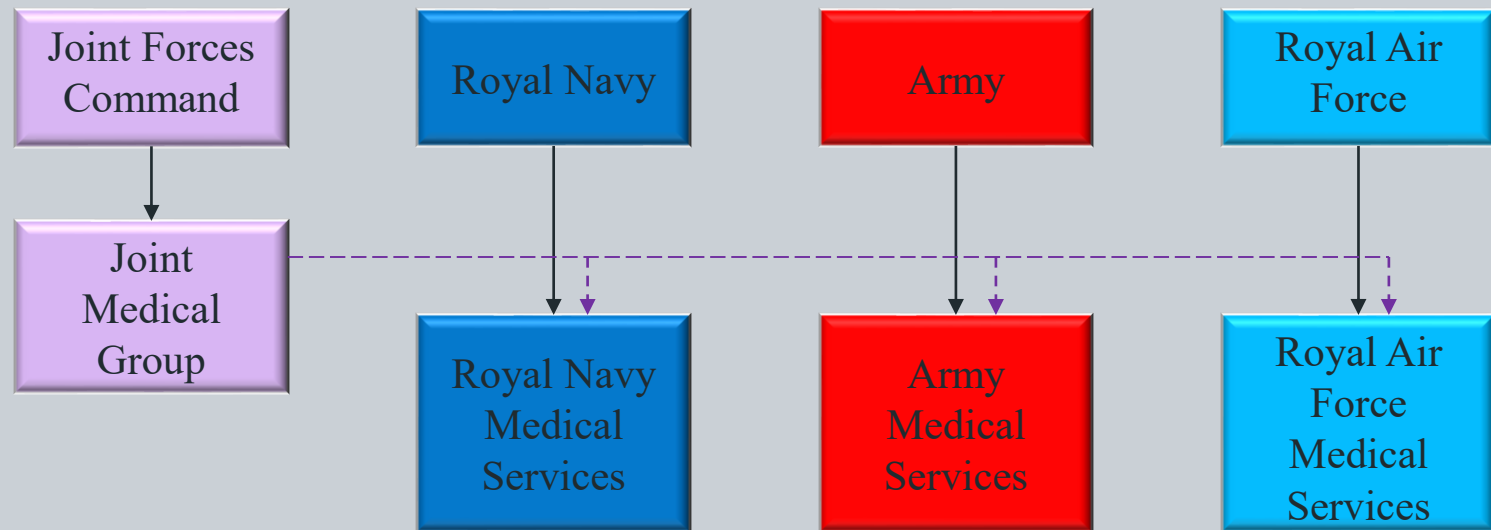 Joint Forces
Command
Royal Navy
Army
Royal Air
Force
Joint
Medical
Group
Royal Navy
Medical
Services
Army
Medical
Services
Royal Air
Force
Medical
Services